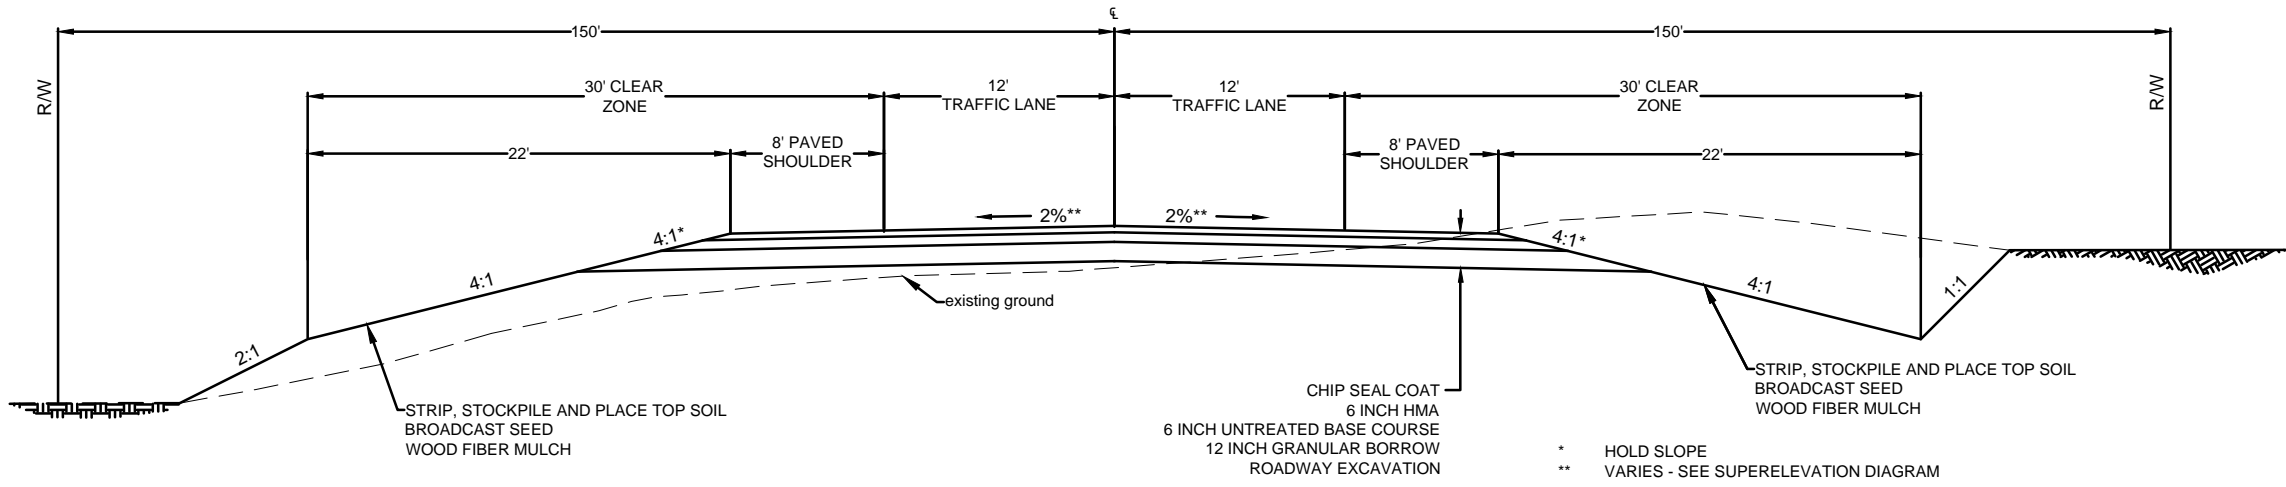 ℄
150'
150'
R/W
R/W
30' CLEAR
ZONE
12'
TRAFFIC LANE
12'
TRAFFIC LANE
30' CLEAR
ZONE
22'
8' PAVED
SHOULDER
8' PAVED
SHOULDER
22'
2%**
2%**
4:1*
4:1*
4:1
4:1
2:1
1:1
existing ground
STRIP, STOCKPILE AND PLACE TOP SOIL
BROADCAST SEED
WOOD FIBER MULCH
CHIP SEAL COAT
6 INCH HMA
6 INCH UNTREATED BASE COURSE
12 INCH GRANULAR BORROW
ROADWAY EXCAVATION
STRIP, STOCKPILE AND PLACE TOP SOIL
BROADCAST SEED
WOOD FIBER MULCH
* HOLD SLOPE
** VARIES - SEE SUPERELEVATION DIAGRAM